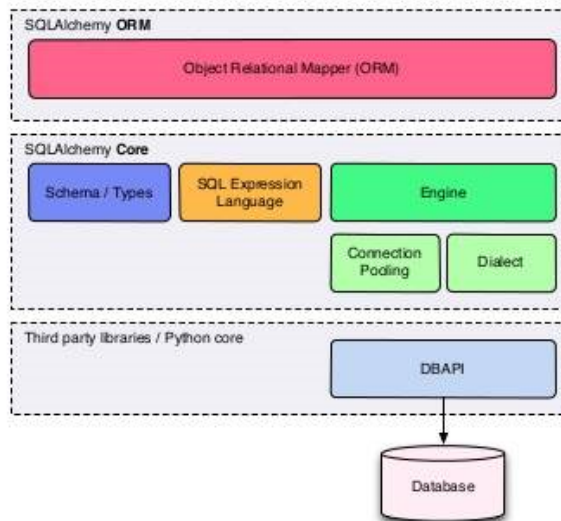 SQLAlchemy ORM
Object Relational Mapper (ORM)
SQLAlchemy Core
Schema / Types
SQL Expression
Language
Engine
Connection
Pooling
Dialect
Third party libraries / Python core
DBAPI
Database